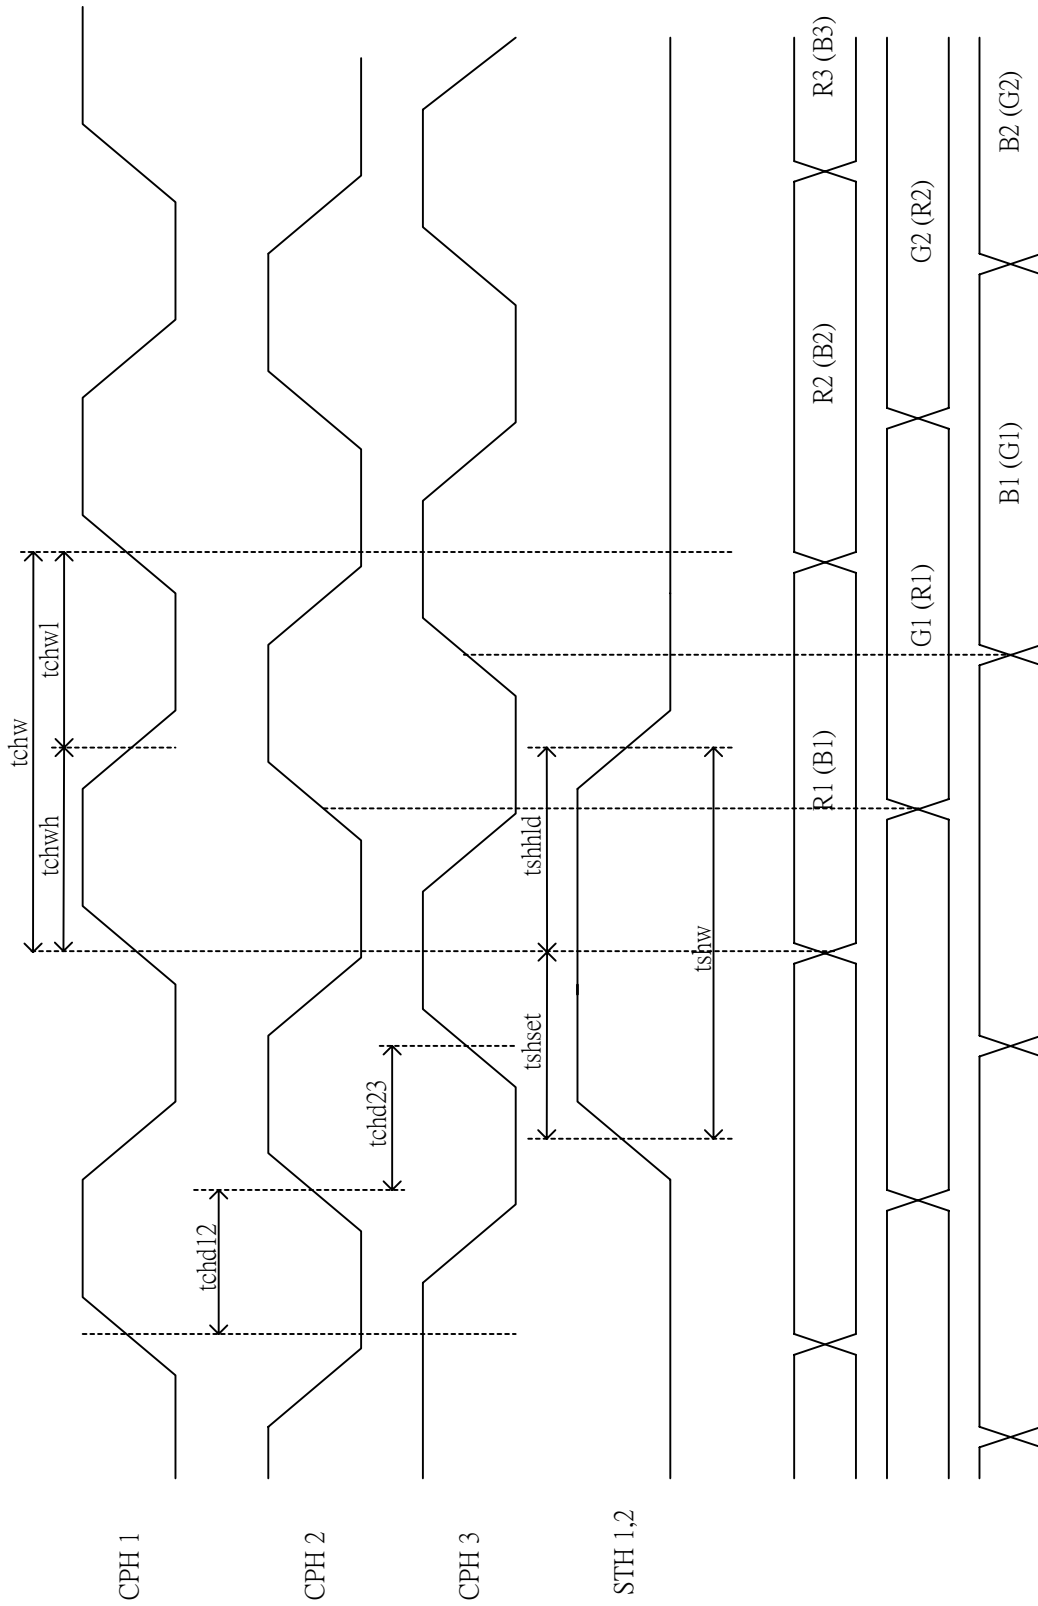 tchw
tchwh
tchwl
CPH 1
tchd12
CPH 2
tchd23
CPH 3
tshset
tshhld
STH 1,2
tshw
R1 (B1)
R2 (B2)
R3 (B3)
G1 (R1)
G2 (R2)
B1 (G1)
B2 (G2)